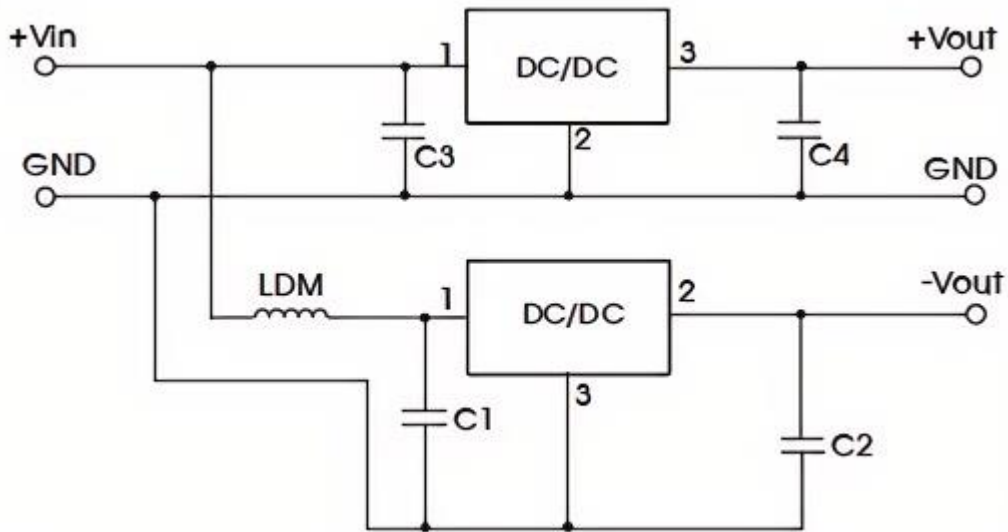 +Vin
1
DC/DC
3
+Vout
C3
2
C4
GND
GND
LDM
1
DC/DC
2
-Vout
3
C1
C2